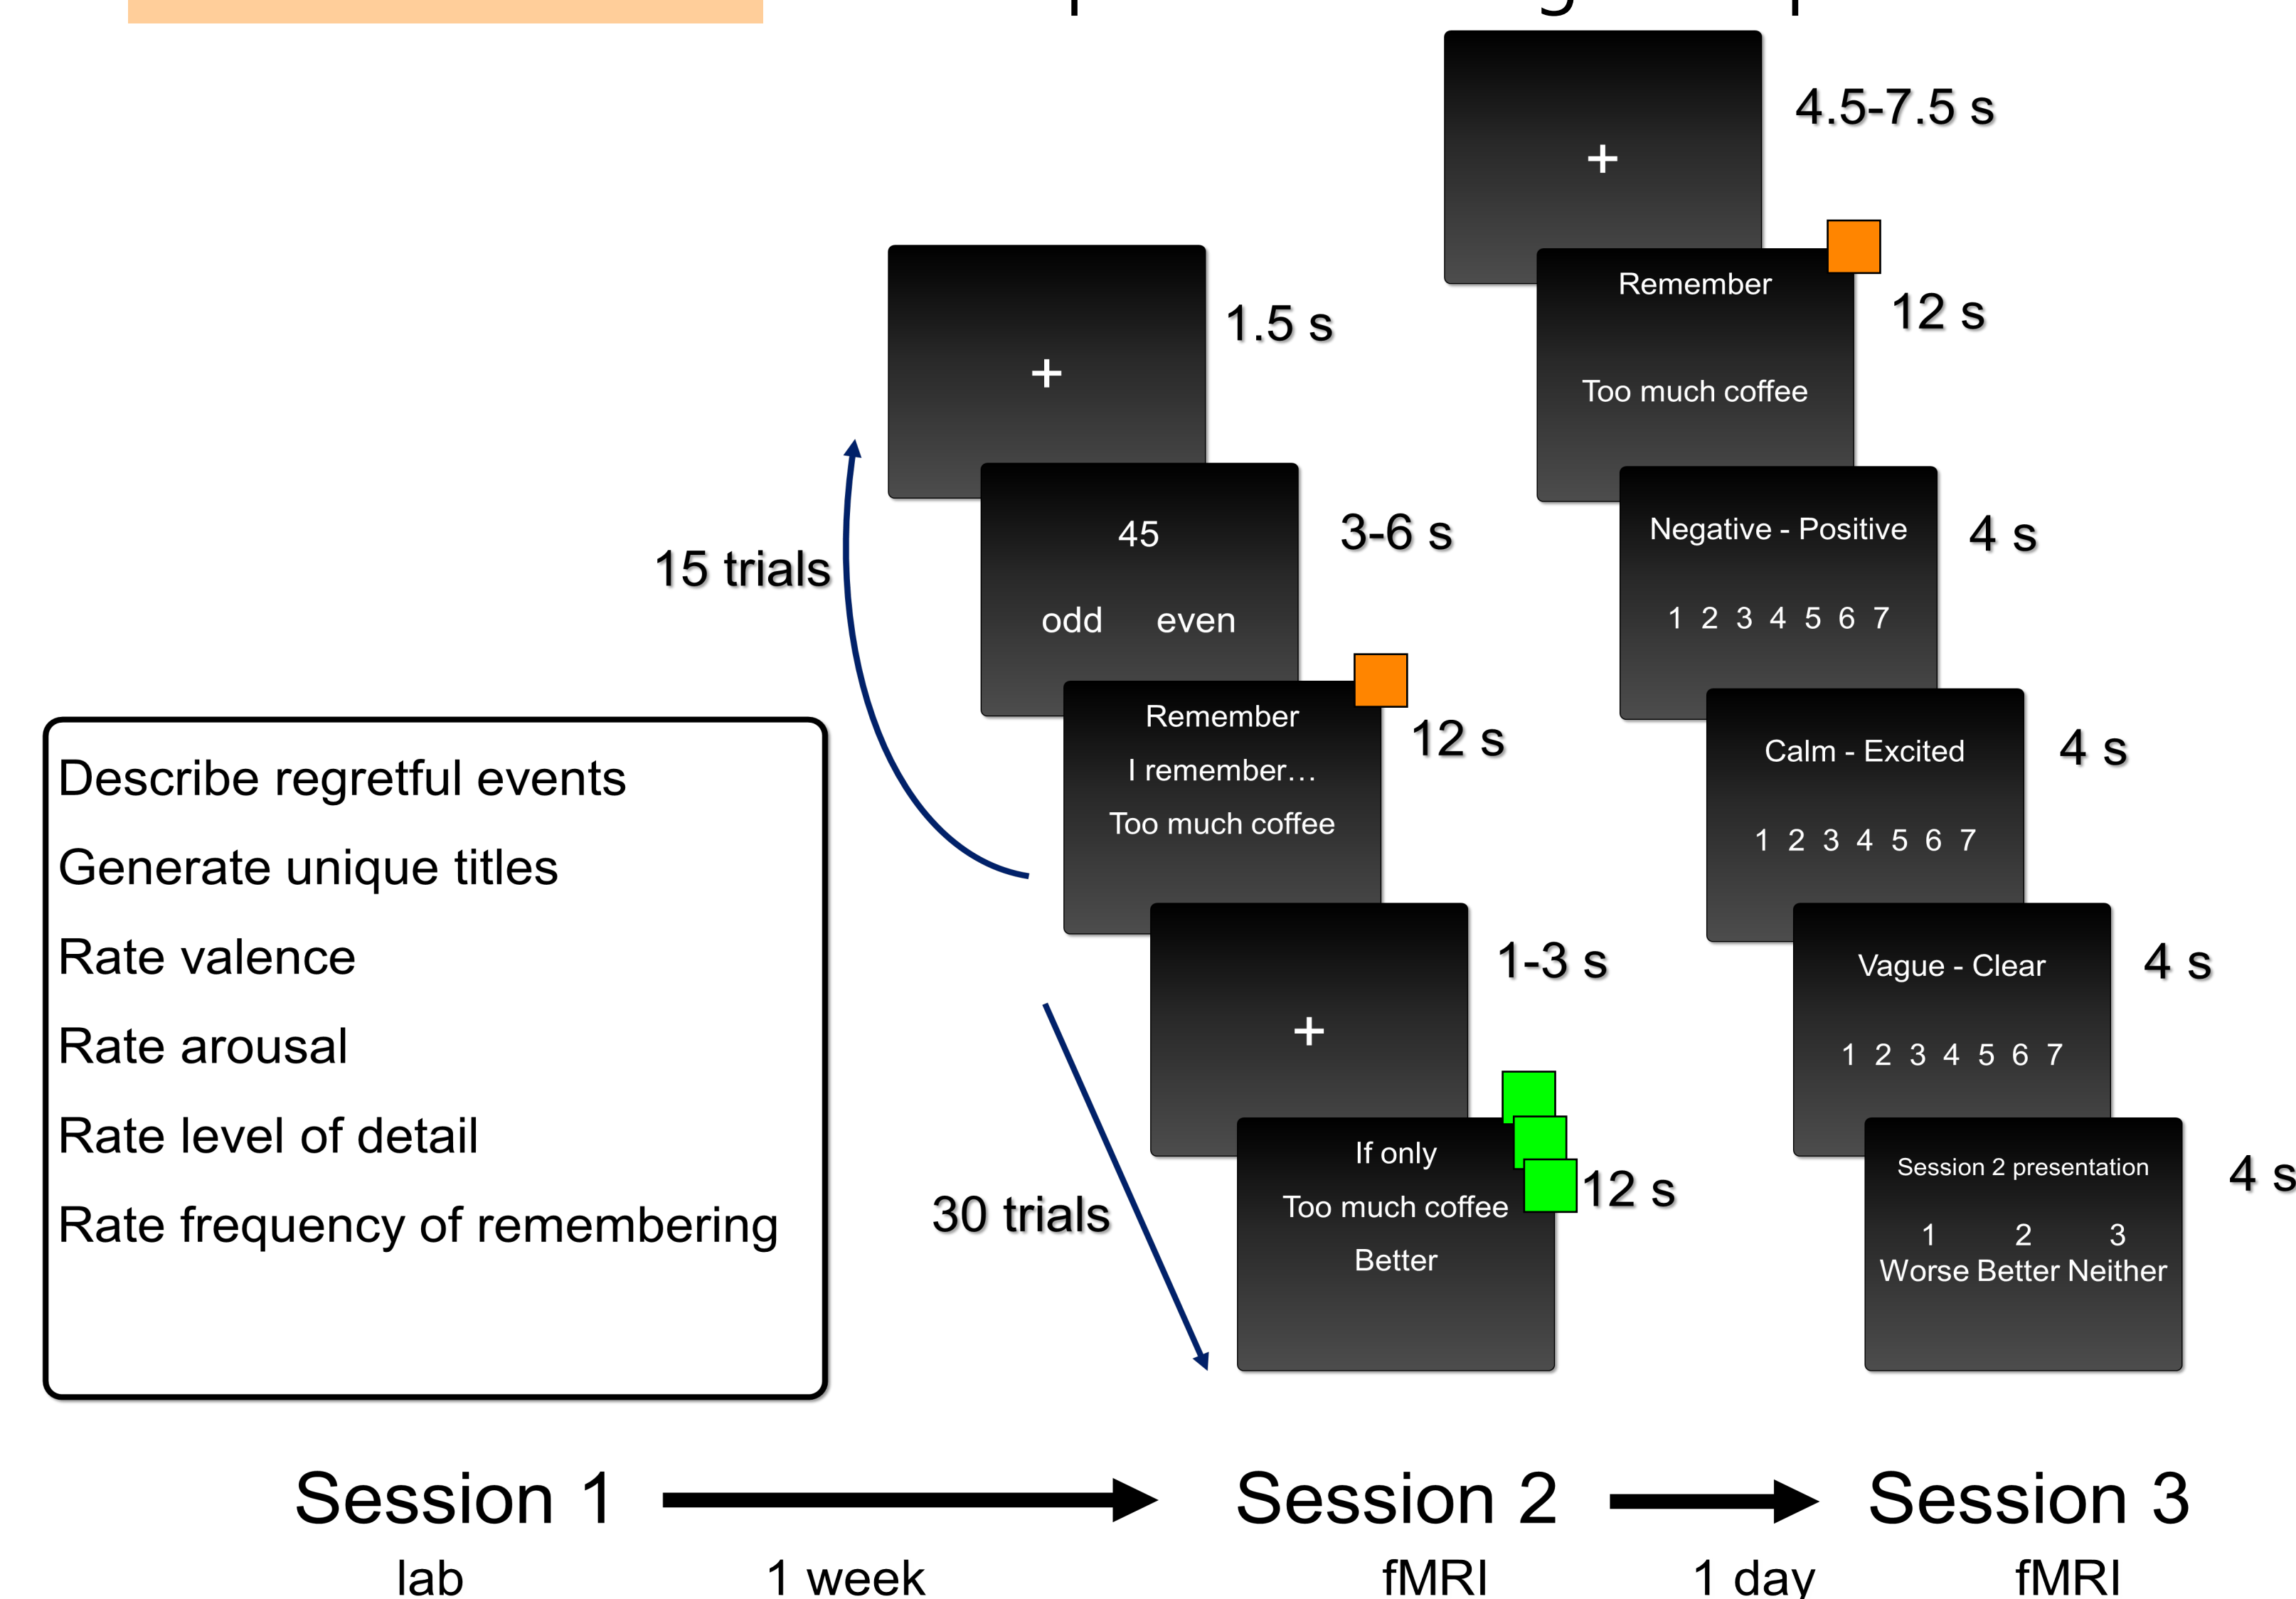 Describe regretful events
Generate unique titles
Rate valence
Rate arousal
Rate level of detail
Rate frequency of remembering
15 trials
30 trials
+
1.5 s
45
odd even
3-6 s
Remember
I remember…
Too much coffee
12 s
+
1-3 s
If only
Too much coffee
Better
12 s
+
4.5-7.5 s
Remember
Too much coffee
12 s
Negative - Positive
1 2 3 4 5 6 7
4 s
Calm - Excited
1 2 3 4 5 6 7
4 s
Vague - Clear
1 2 3 4 5 6 7
4 s
Session 2 presentation
1 2 3
Worse Better Neither
4 s
Session 1 Session 2 Session 3
lab 1 week fMRI 1 day fMRI